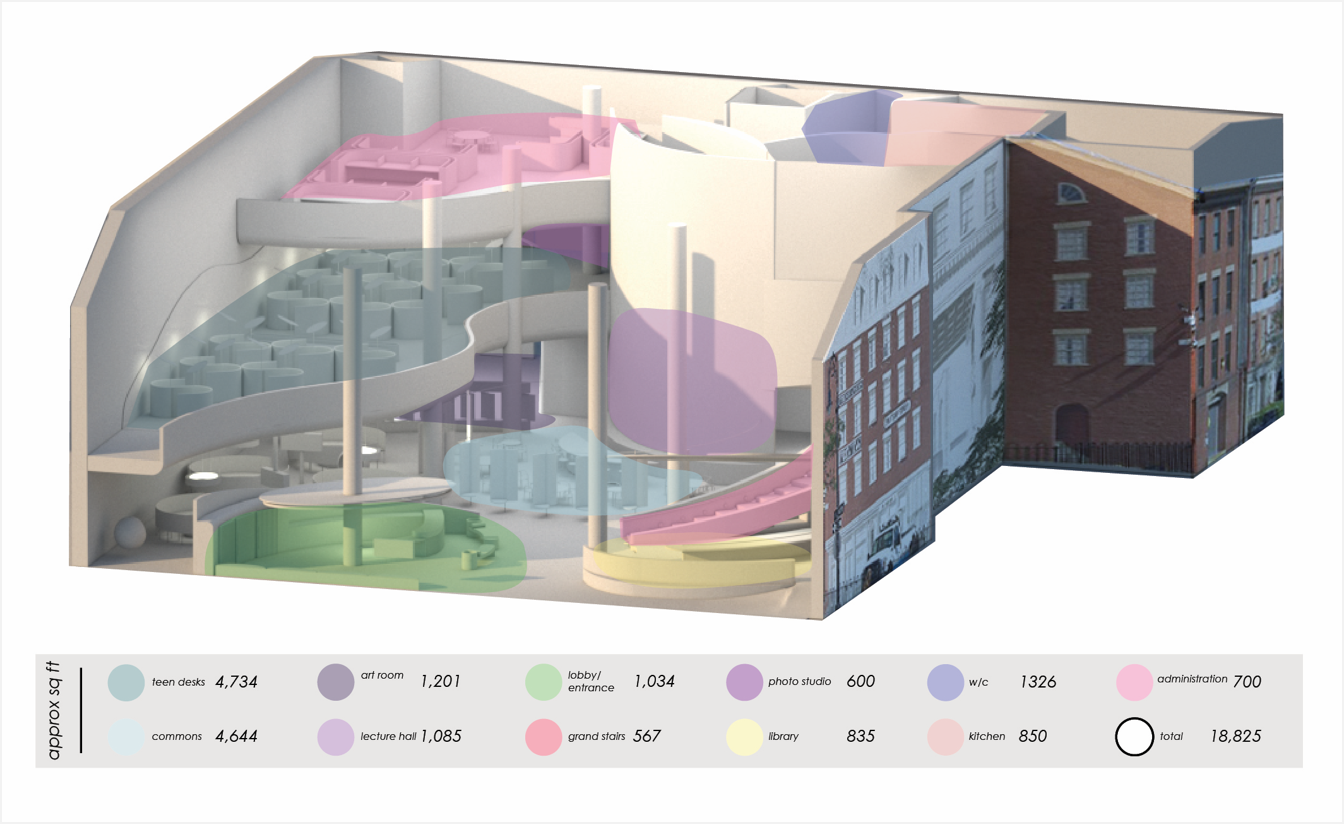 approx sq ft
teen desks 4,734
art room 1,201
lobby/
entrance 1,034
photo studio 600
w/c 1326
administration 700
commons 4,644
lecture hall 1,085
grand stairs 567
library 835
kitchen 850
total 18,825